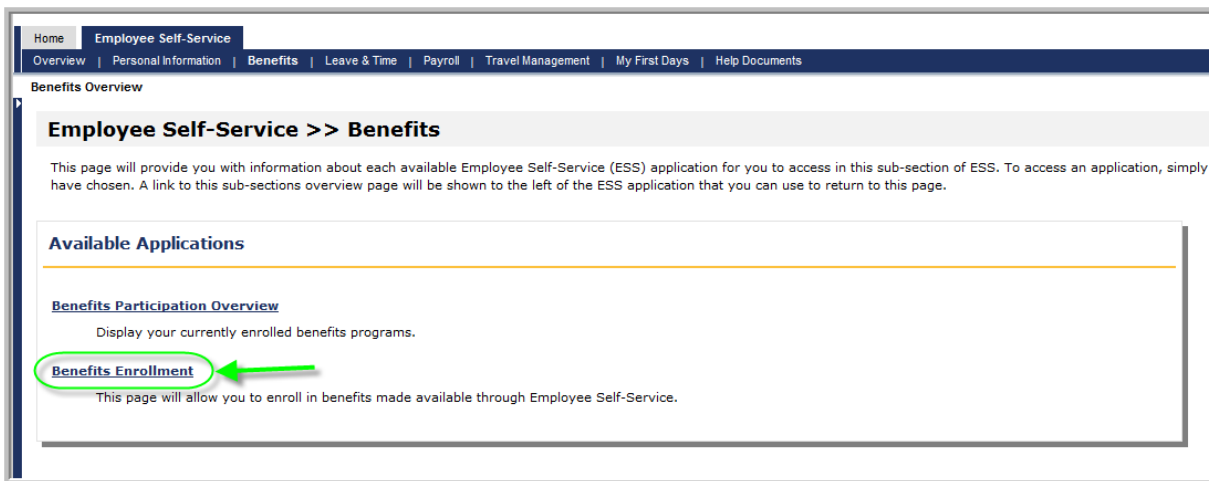 Home Employee Self-Service
Overview | Personal Information | Benefits | Leave & Time | Payroll | Travel Management | My First Days | Help Documents
Benefits Overview
Employee Self-Service >> Benefits
This page will provide you with information about each available Employee Self-Service (ESS) application for you to access in this sub-section of ESS. To access an application, simply
have chosen. A link to this sub-sections overview page will be shown to the left of the ESS application that you can use to return to this page.
Available Applications
Benefits Participation Overview
Display your currently enrolled benefits programs.
Benefits Enrollment
This page will allow you to enroll in benefits made available through Employee Self-Service.